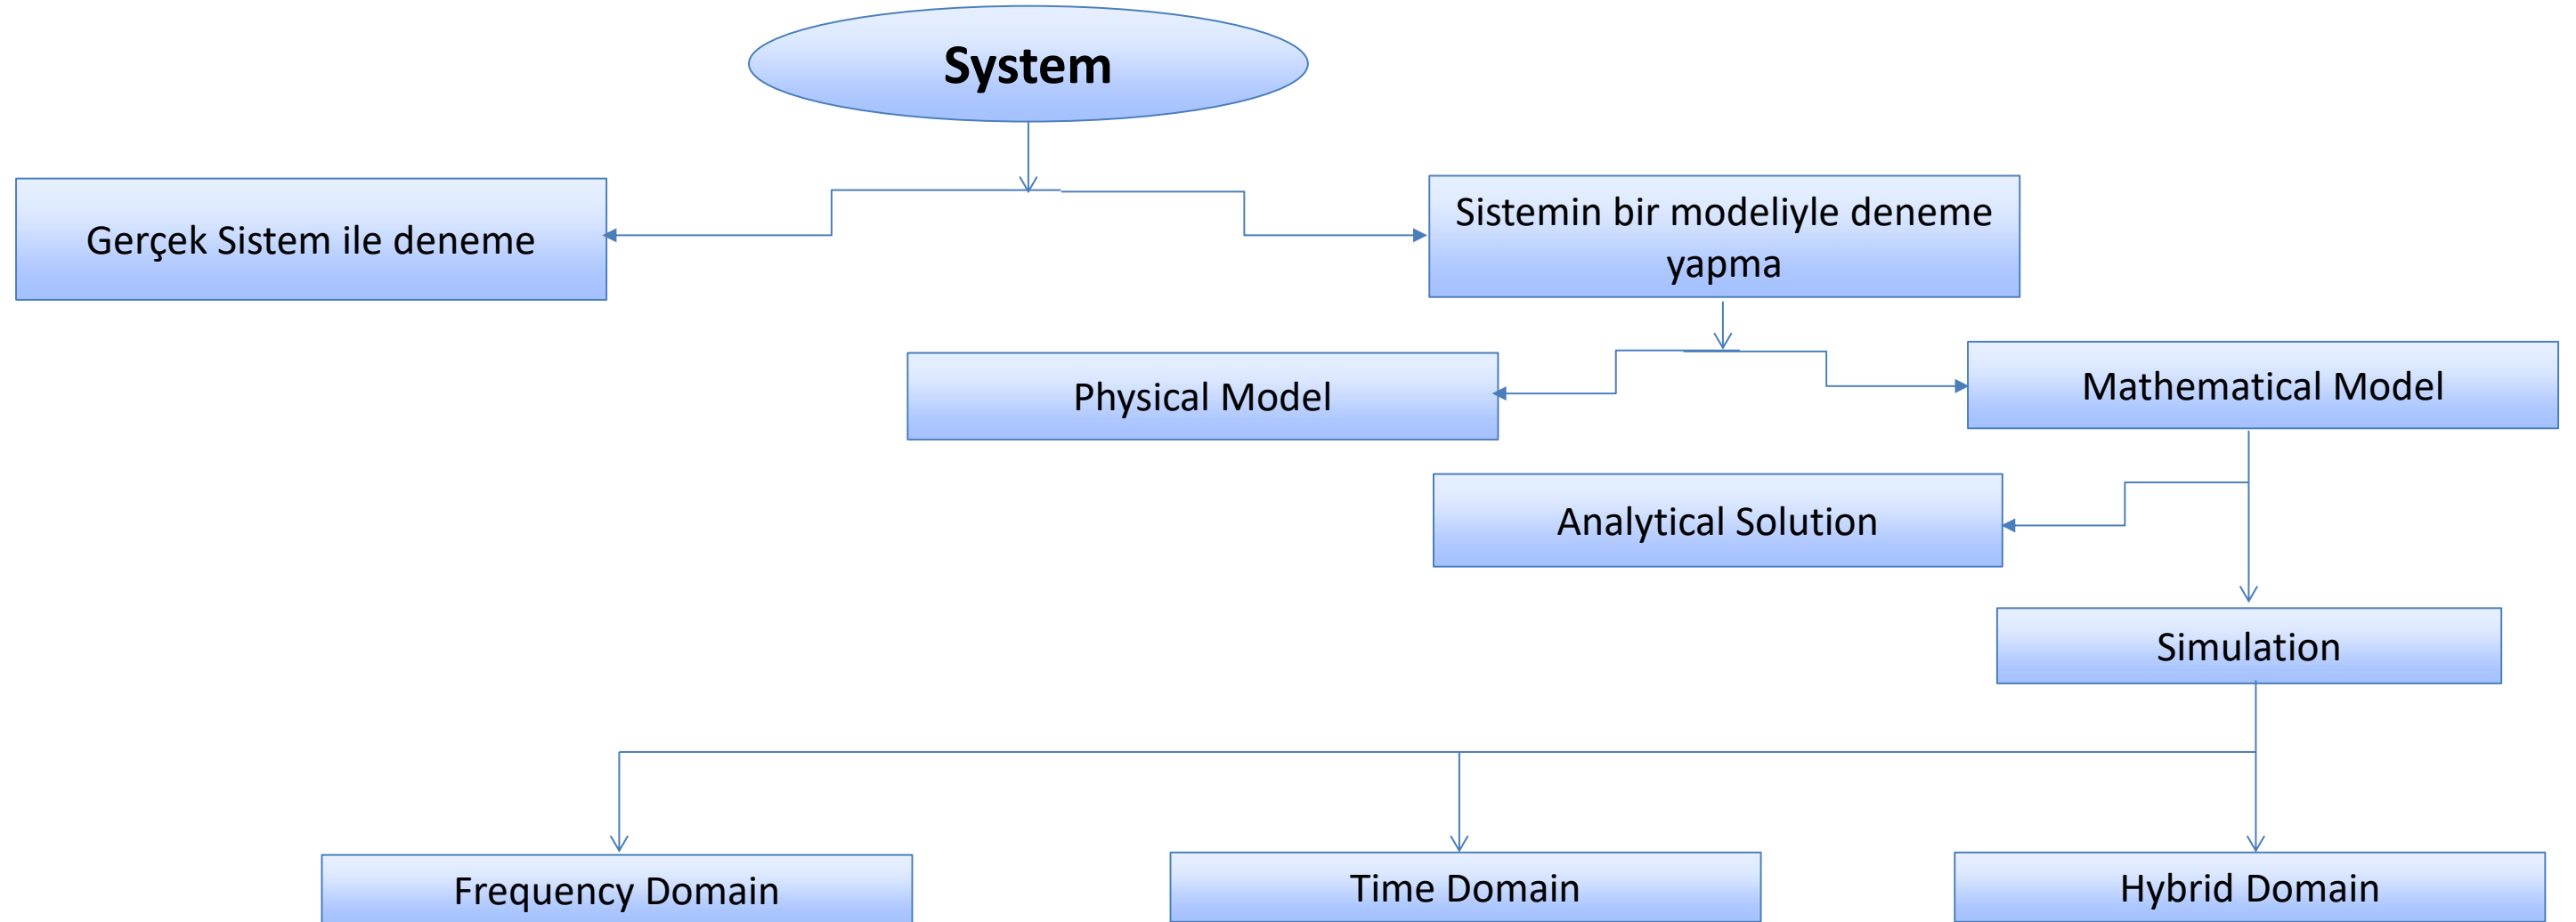 System
Gerçek Sistem ile deneme
Sistemin bir modeliyle deneme
yapma
Physical Model
Mathematical Model
Analytical Solution
Simulation
Frequency Domain
Time Domain
Hybrid Domain